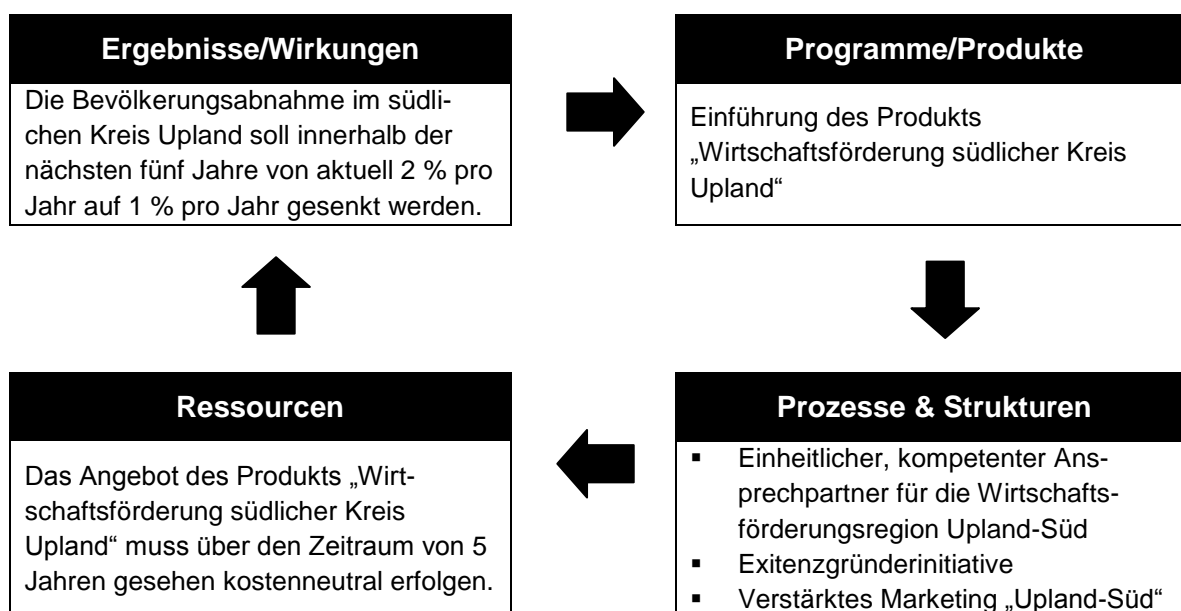 Ergebnisse/Wirkungen
Die Bevölkerungsabnahme im südli-
chen Kreis Upland soll innerhalb der
nächsten fünf Jahre von aktuell 2 % pro
Jahr auf 1 % pro Jahr gesenkt werden.
Programme/Produkte
Einführung des Produkts
„Wirtschaftsförderung südlicher Kreis
Upland“
Ressourcen
Das Angebot des Produkts „Wirt-
schaftsförderung südlicher Kreis
Upland“ muss über den Zeitraum von 5
Jahren gesehen kostenneutral erfolgen.
Prozesse & Strukturen
▪ Einheitlicher, kompetenter Ans-
prechpartner für die Wirtschafts-
förderungsregion Upland-Süd
▪ Exitenzgründerinitiative
▪ Verstärktes Marketing „Upland-Süd“